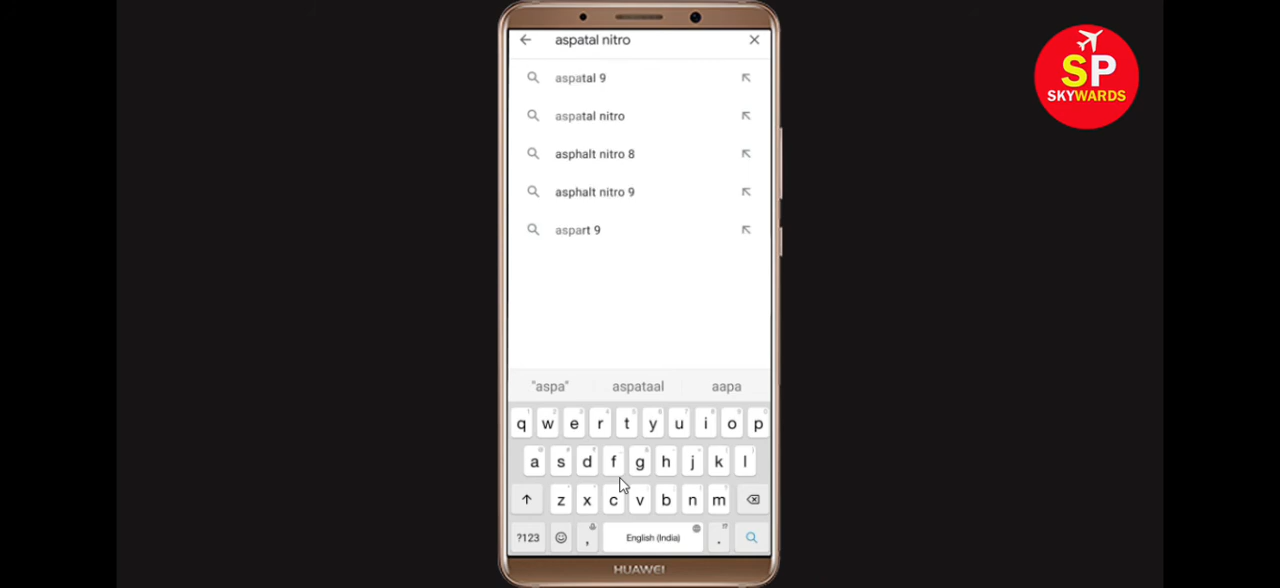 aspatal nitro
SP
SKYWARDS
aspatal 9
aspatal nitro
asphalt nitro 8
asphalt nitro 9
aspart 9
"aspa" aspataal aapa
q w e r t y u i o p
a s d f g h j k l
z x c v b n m
?123 , English (India) .
HUAWEI